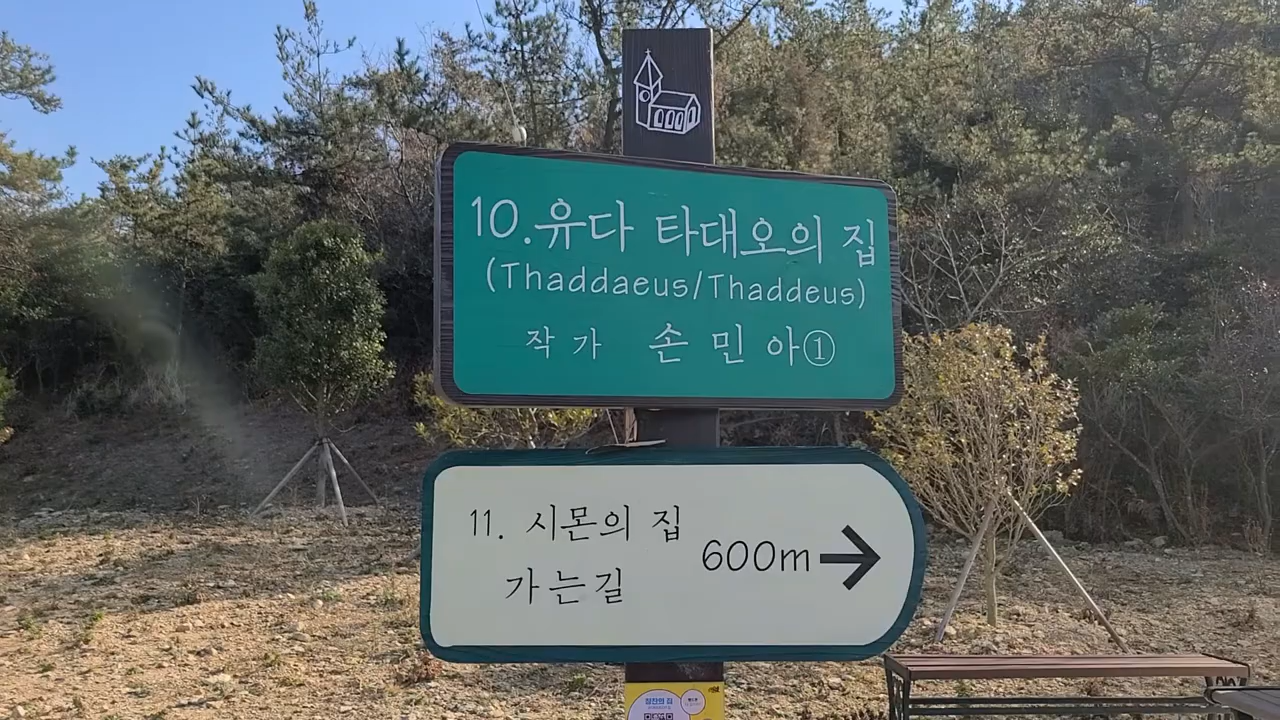 10.유다 타대오의 집
(Thaddaeus/Thaddeus)
작가 손민아①
11. 시몬의 집
가는길
600m